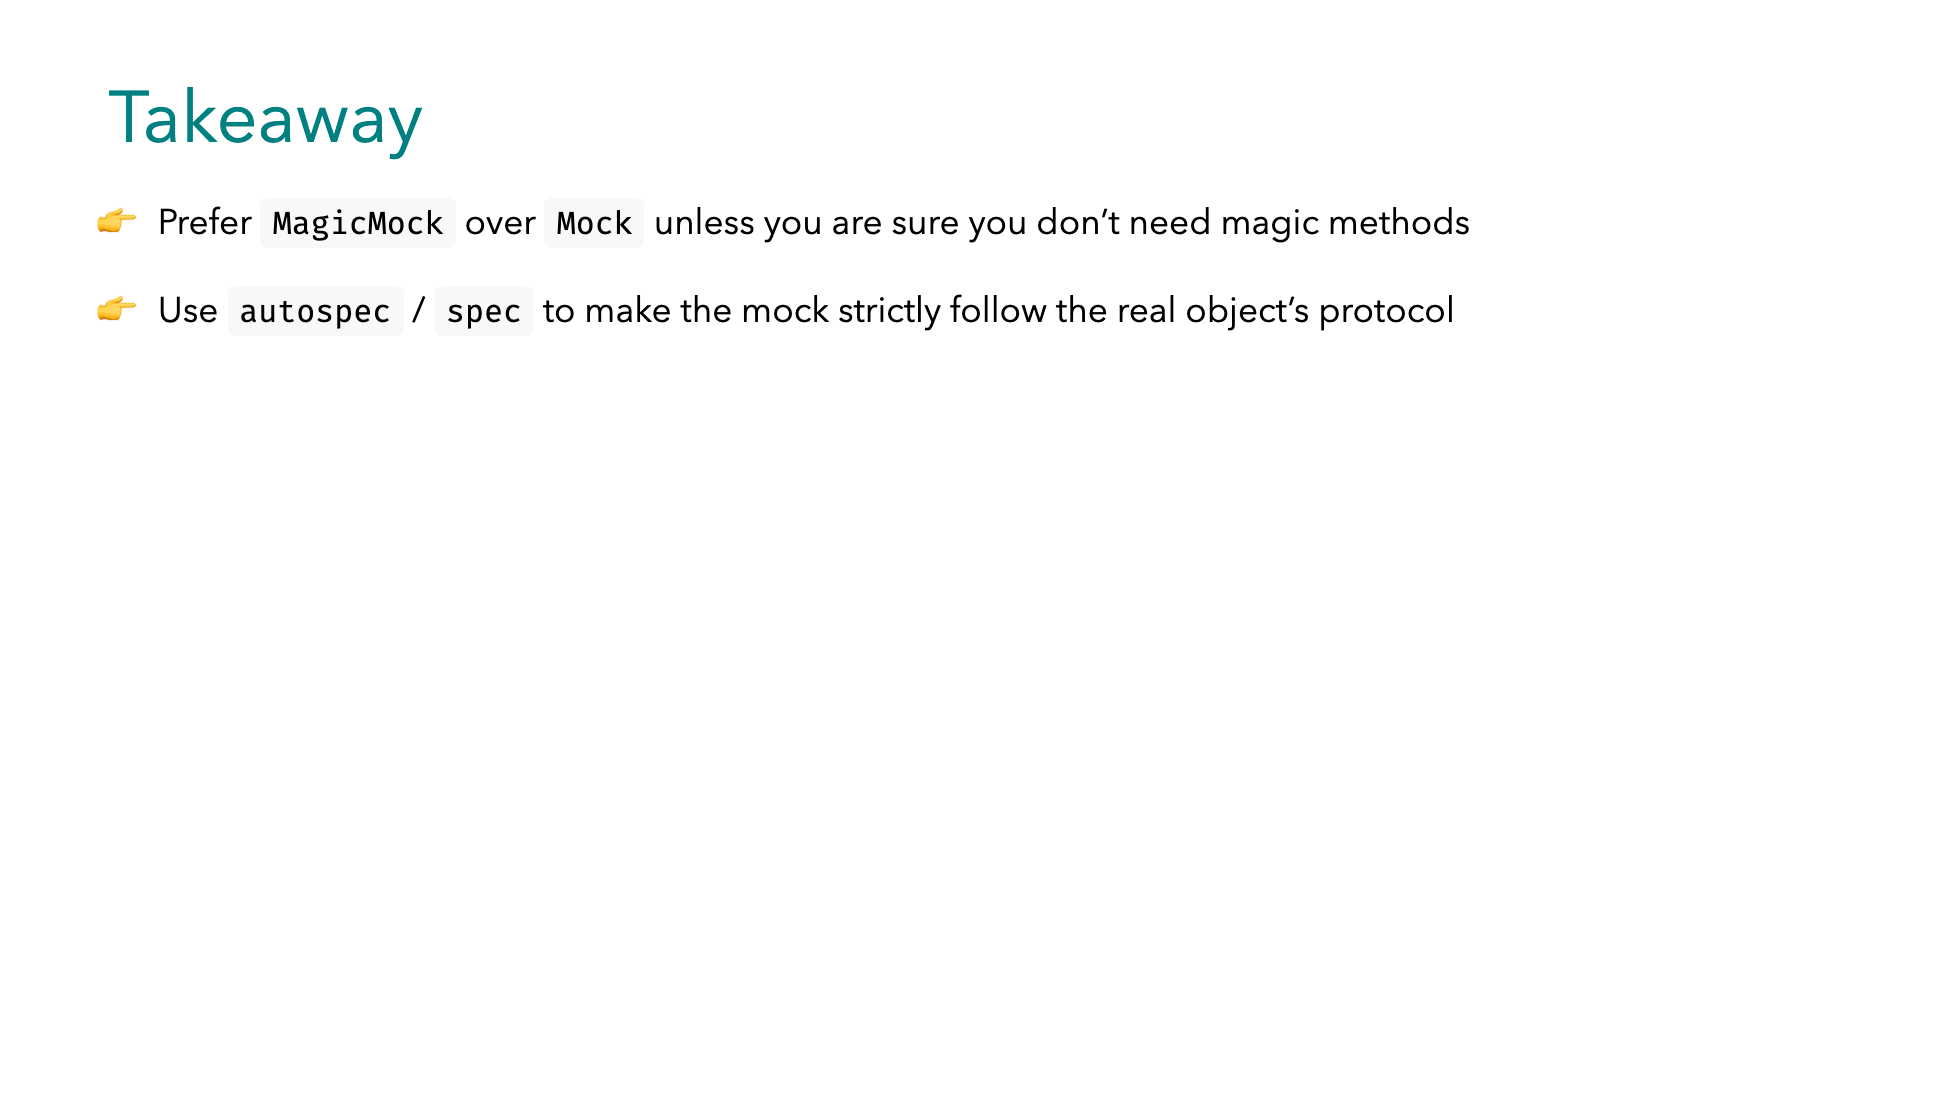 Takeaway
👉 Prefer MagicMock over Mock unless you are sure you don’t need magic methods
👉 Use autospec / spec to make the mock strictly follow the real object’s protocol